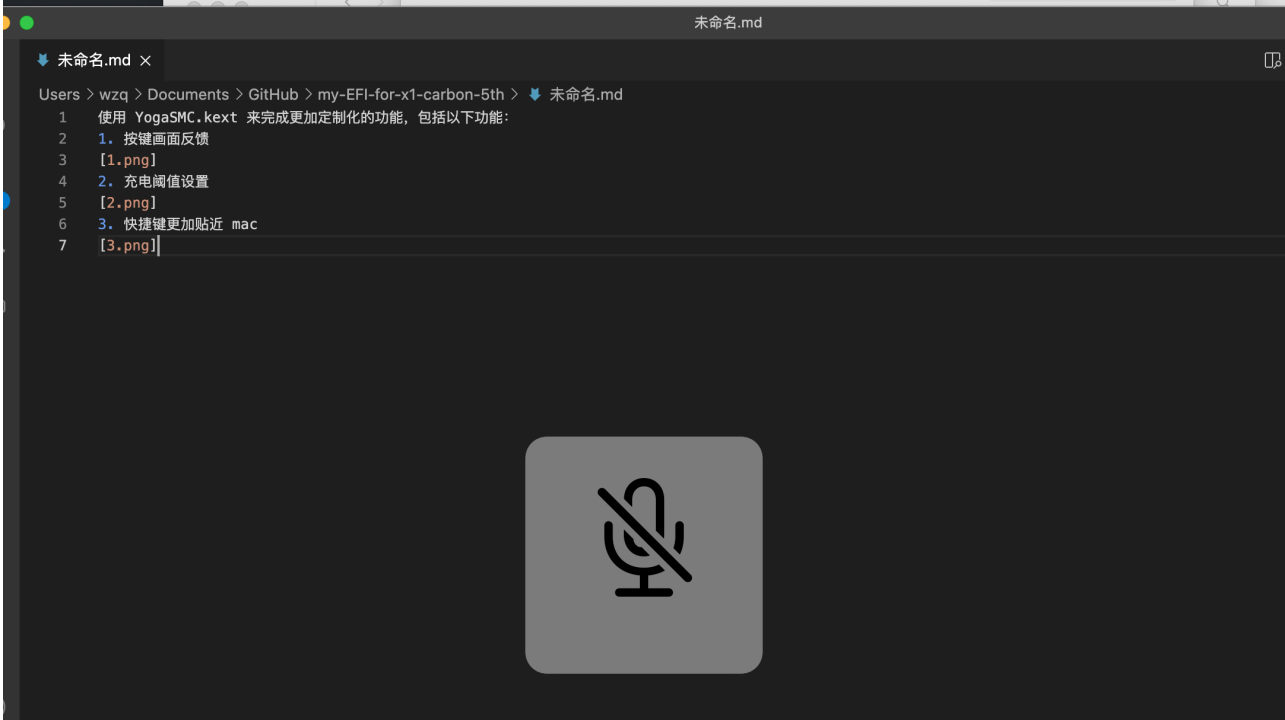 未命名.md
未命名.md
Users > wzq > Documents > GitHub > my-EFI-for-x1-carbon-5th > 未命名.md
1 使用 YogaSMC.kext 来完成更加定制化的功能，包括以下功能：
2 1. 按键画面反馈
3 [1.png]
4 2. 充电阈值设置
5 [2.png]
6 3. 快捷键更加贴近 mac
7 [3.png]